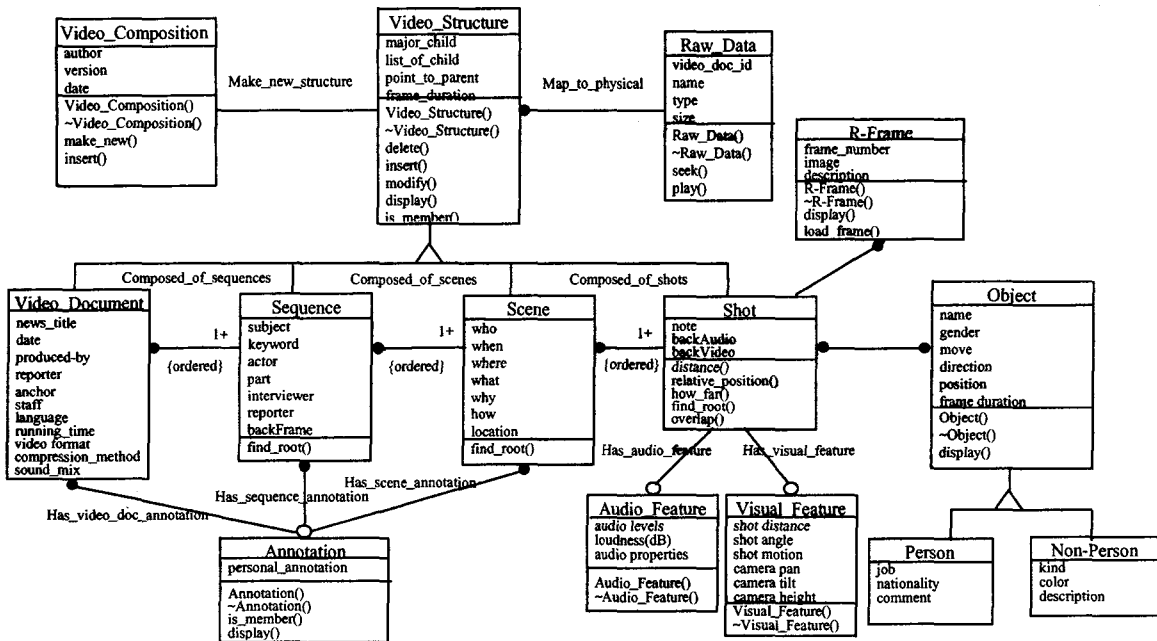 Video_Composition
author
version
date
Video_Composition()
~Video_Composition()
make_new()
insert()
Make_new_structure
Video_Structure
major_child
list_of_child
point_to_parent
frame_duration
Video_Structure()
~Video_Structure()
delete()
insert()
modify()
display()
is_member()
Map_to_physical
Raw_Data
video_doc_id
name
type
size
Raw_Data()
~Raw_Data()
seek()
play()
R-Frame
frame_number
image
description
R-Frame()
~R-Frame()
display()
load_frame()
Composed_of_sequences
Composed_of_scenes
Composed_of_shots
Video_Document
news_title
date
produced-by
reporter
anchor
staff
language
running_time
video format
compression_method
sound_mix
1+
{ordered}
Sequence
subject
keyword
actor
part
interviewer
reporter
backFrame
find_root()
1+
{ordered}
Scene
who
when
where
what
why
how
location
find_root()
1+
{ordered}
Shot
note
backAudio
backVideo
distance()
relative_position()
how_far()
find_root()
overlap()
Object
name
gender
move
direction
position
frame duration
Object()
~Object()
display()
Has_video_doc_annotation
Has_sequence_annotation
Has_scene_annotation
Has_audio_feature
Has_visual_feature
Annotation
personal_annotation
Annotation()
~Annotation()
is_member()
display()
Audio_Feature
audio levels
loudness(dB)
audio properties
Audio_Feature()
~Audio_Feature()
Visual_Feature
shot distance
shot angle
shot motion
camera pan
camera tilt
camera height
Visual_Feature()
~Visual_Feature()
Person
job
nationality
comment
Non-Person
kind
color
description